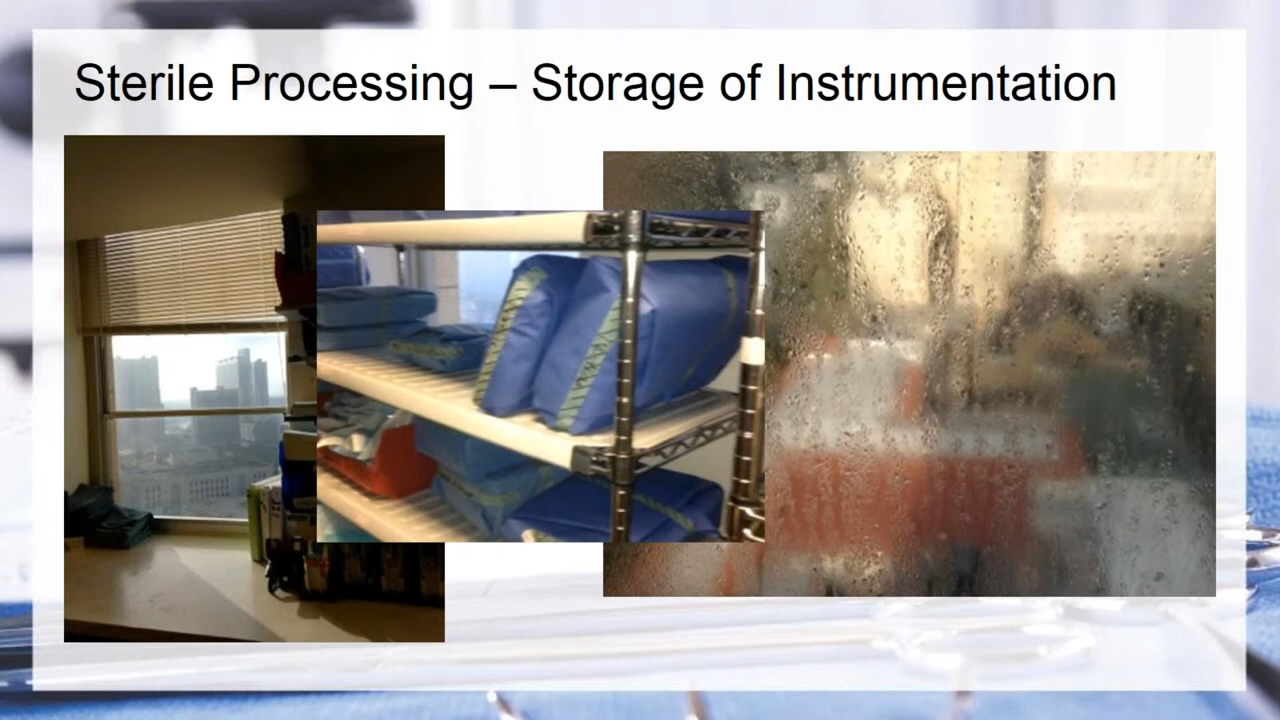 Sterile Processing – Storage of Instrumentation